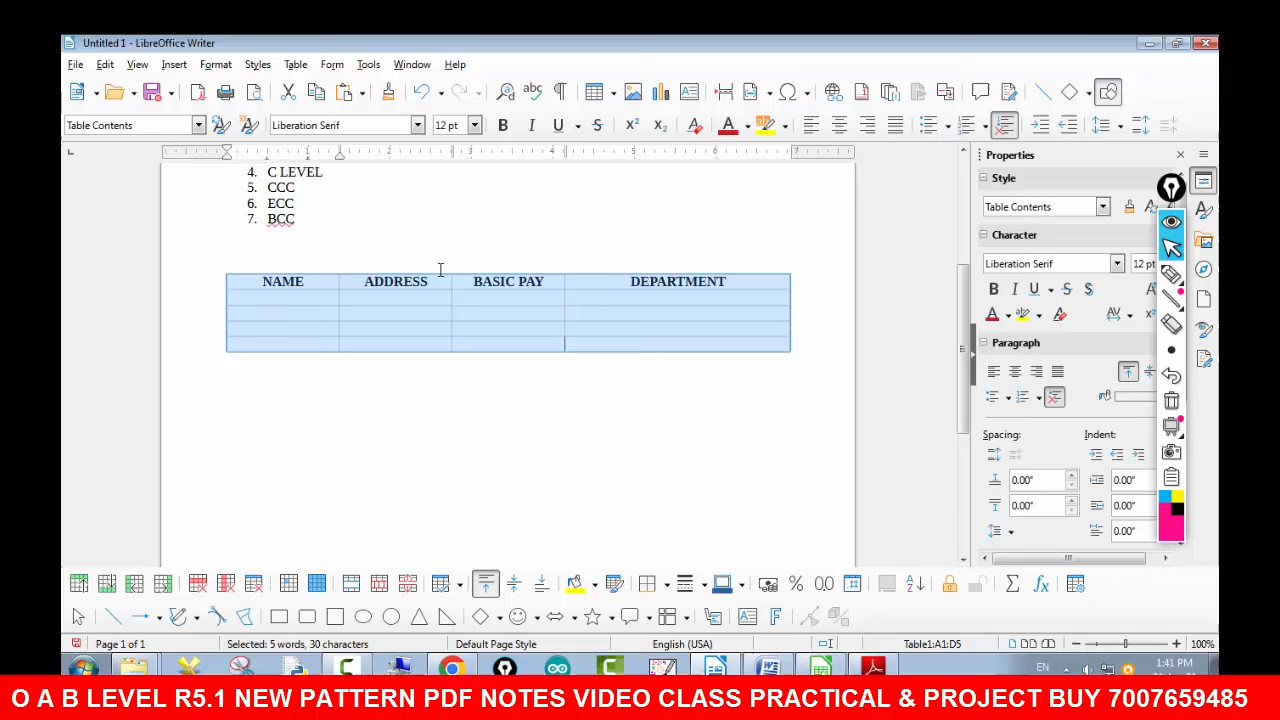 Untitled 1 - LibreOffice Writer
File Edit View Insert Format Styles Table Form Tools Window Help
Table Contents Liberation Serif 12 pt
Properties
Style
Table Contents
Character
Liberation Serif 12 pt
Paragraph
Spacing: Indent:
0.00" 0.00"
0.00" 0.00"
0.00"
4. C LEVEL
5. CCC
6. ECC
7. BCC
NAME ADDRESS BASIC PAY DEPARTMENT
Page 1 of 1 Selected: 5 words, 30 characters Default Page Style English (USA) Table1:A1:D5 100%
EN 1:41 PM
O A B LEVEL R5.1 NEW PATTERN PDF NOTES VIDEO CLASS PRACTICAL & PROJECT BUY 7007659485